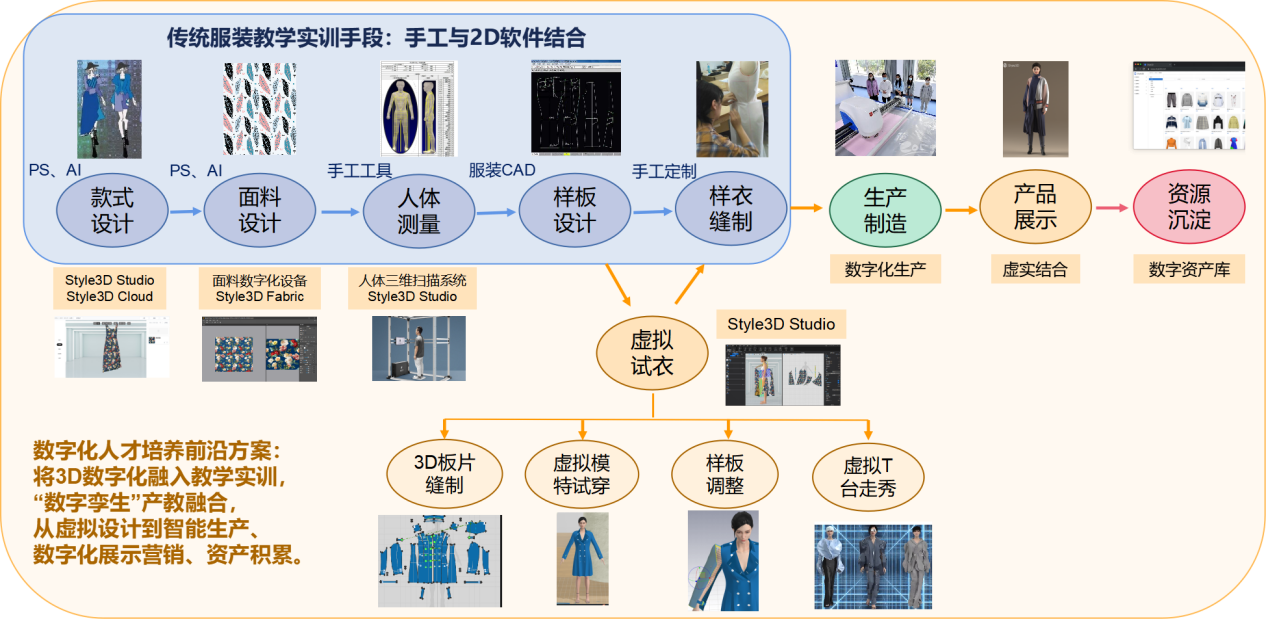 传统服装教学实训手段：手工与2D软件结合
PS、AI
PS、AI
手工工具
服装CAD
手工定制
款式
设计
面料
设计
人体
测量
样板
设计
样衣
缝制
生产
制造
产品
展示
资源
沉淀
Style3D Studio
Style3D Cloud
面料数字化设备
Style3D Fabric
人体三维扫描系统
Style3D Studio
数字化生产
虚实结合
数字资产库
虚拟
试衣
Style3D Studio
3D板片
缝制
虚拟模
特试穿
样板
调整
虚拟T
台走秀
数字化人才培养前沿方案：
将3D数字化融入教学实训，
“数字孪生”产教融合，
从虚拟设计到智能生产、
数字化展示营销、资产积累。